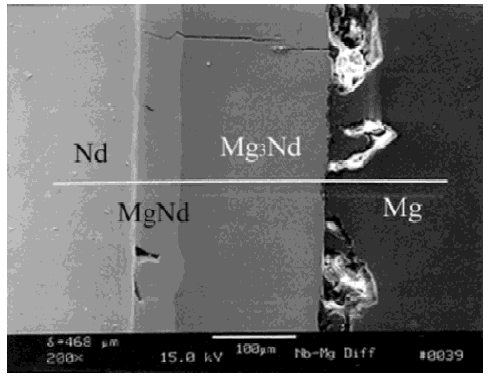 Nd
Mg₃Nd
MgNd
Mg
δ=468 μm
200×
15.0 kV
100μm
Nb-Mg Diff
#0039